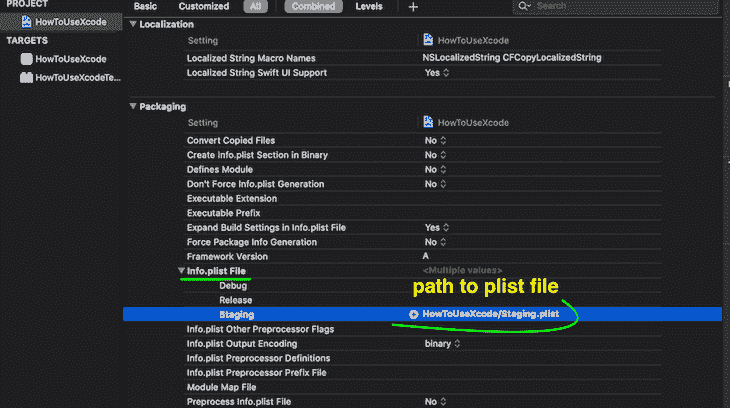 PROJECT
Basic Customized All Combined Levels + Search
HowToUseXcode
TARGETS
HowToUseXcode
HowToUseXcodeTe...
Localization
Setting HowToUseXcode
Localized String Macro Names NSLocalizedString CFCopyLocalizedString
Localized String Swift UI Support Yes
Packaging
Setting HowToUseXcode
Convert Copied Files No
Create Info.plist Section in Binary No
Defines Module No
Don't Force Info.plist Generation No
Executable Extension
Executable Prefix
Expand Build Settings in Info.plist File Yes
Force Package Info Generation No
Framework Version A
Info.plist File <Multiple values>
Debug
path to plist file
Release
Staging HowToUseXcode/Staging.plist
Info.plist Other Preprocessor Flags
Info.plist Output Encoding binary
Info.plist Preprocessor Definitions
Info.plist Preprocessor Prefix File
Module Map File
Preprocess Info.plist File No